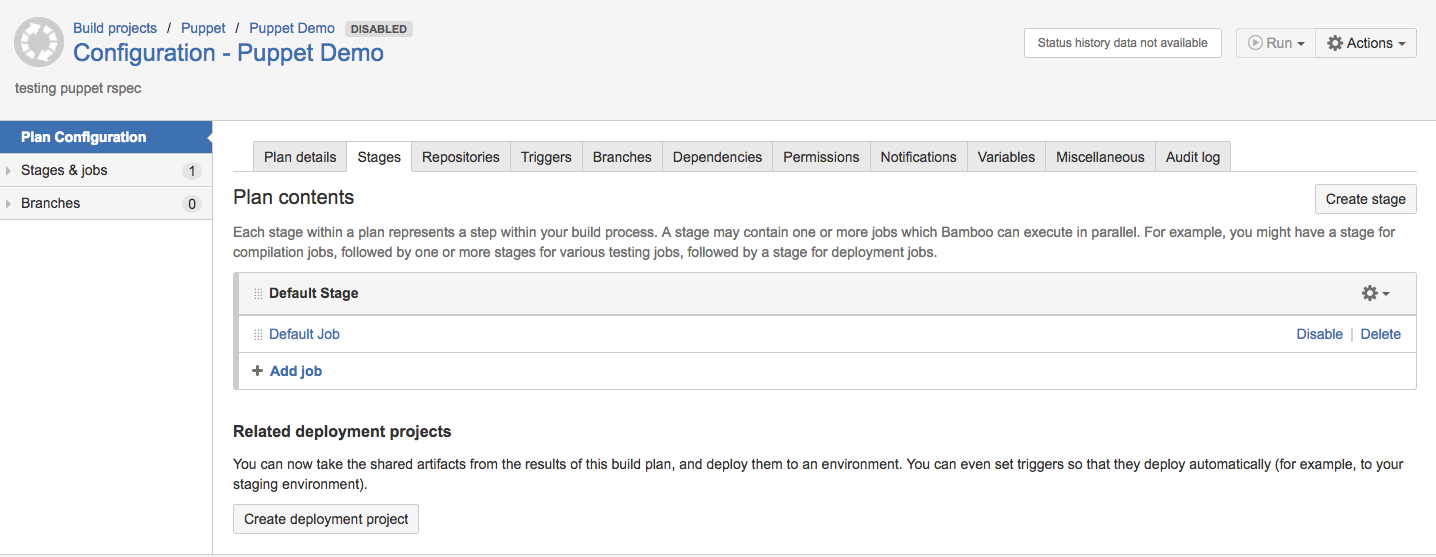 Build projects / Puppet / Puppet Demo DISABLED
Configuration - Puppet Demo
Status history data not available
Run
Actions
testing puppet rspec
Plan Configuration
Stages & jobs 1
Branches 0
Plan details Stages Repositories Triggers Branches Dependencies Permissions Notifications Variables Miscellaneous Audit log
Plan contents
Create stage
Each stage within a plan represents a step within your build process. A stage may contain one or more jobs which Bamboo can execute in parallel. For example, you might have a stage for
compilation jobs, followed by one or more stages for various testing jobs, followed by a stage for deployment jobs.
Default Stage
Default Job Disable | Delete
+ Add job
Related deployment projects
You can now take the shared artifacts from the results of this build plan, and deploy them to an environment. You can even set triggers so that they deploy automatically (for example, to your
staging environment).
Create deployment project